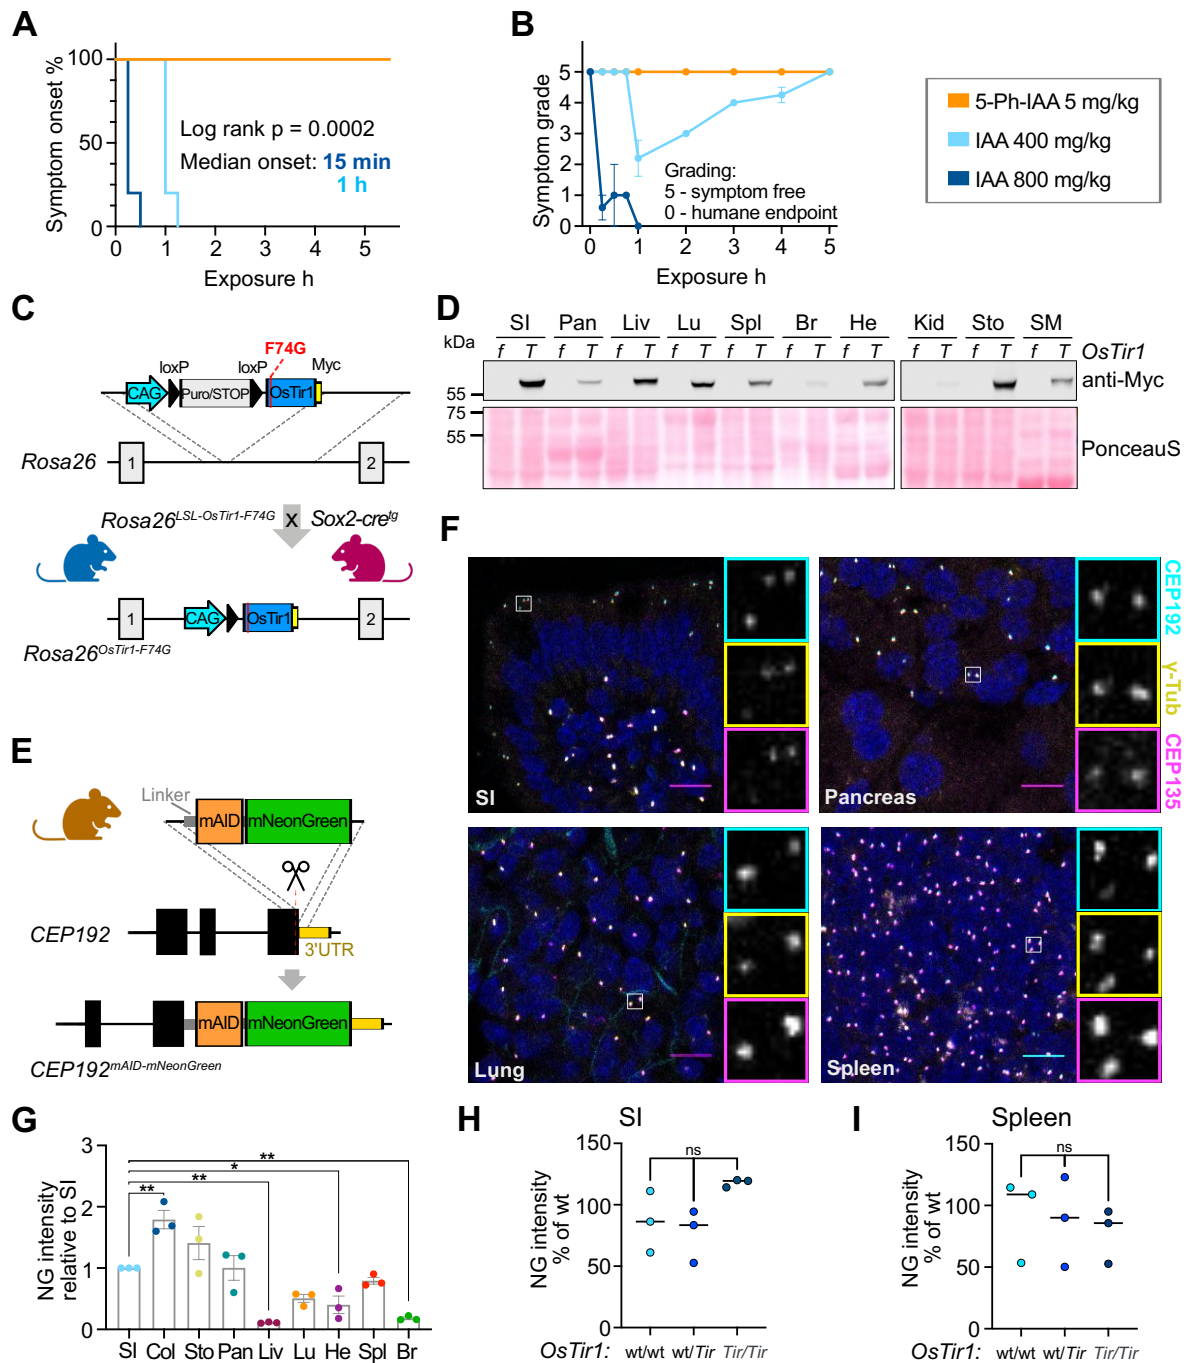 A
Symptom onset %
100
50
0
0 1 2 3 4 5
Exposure h
Log rank p = 0.0002
Median onset: 15 min
1 h
B
Symptom grade
5
4
3
2
1
0
0 1 2 3 4 5
Exposure h
Grading:
5 - symptom free
0 - humane endpoint
5-Ph-IAA 5 mg/kg
IAA 400 mg/kg
IAA 800 mg/kg
C
F74G
loxP loxP Myc
CAG Puro/STOP OsTir1
Rosa26 1 2
Rosa26LSL-OsTir1-F74G x Sox2-cretg
1 CAG OsTir1 2
Rosa26OsTir1-F74G
D
SI Pan Liv Lu Spl Br He Kid Sto SM
kDa f T f T f T f T f T f T f T f T f T f T OsTir1
anti-Myc
55
75
55
PonceauS
E
Linker
mAID mNeonGreen
CEP192
3'UTR
mAID mNeonGreen
CEP192mAID-mNeonGreen
F
SI
Pancreas
Lung
Spleen
CEP192
γ-Tub
CEP135
G
NG intensity
relative to SI
3
2
1
0
**
*
**
**
SI Col Sto Pan Liv Lu He Spl Br
H
SI
NG intensity
% of wt
150
100
50
0
ns
OsTir1: wt/wt wt/Tir Tir/Tir
I
Spleen
NG intensity
% of wt
150
100
50
0
ns
OsTir1: wt/wt wt/Tir Tir/Tir